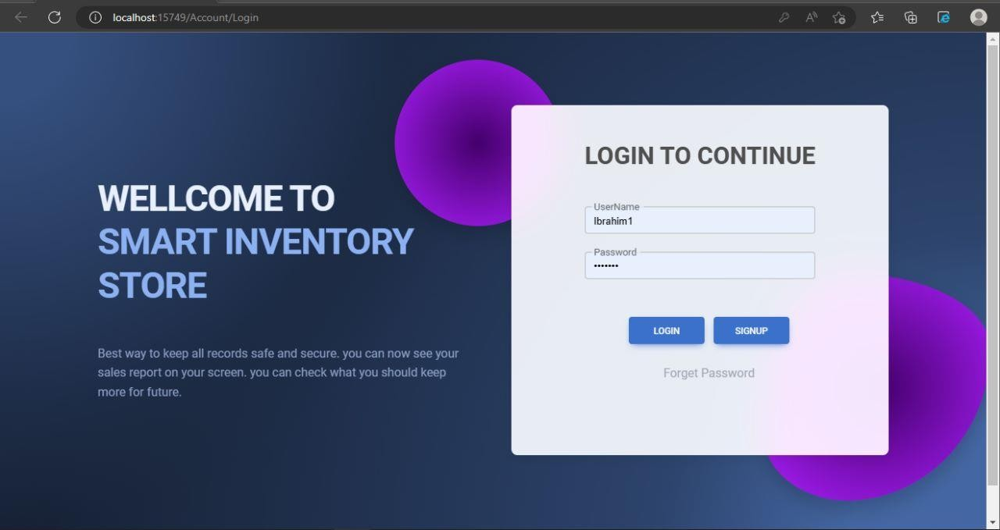 localhost:15749/Account/Login
WELLCOME TO
SMART INVENTORY
STORE
Best way to keep all records safe and secure. you can now see your
sales report on your screen. you can check what you should keep
more for future.
LOGIN TO CONTINUE
UserName
Ibrahim1
Password
•••••••
LOGIN SIGNUP
Forget Password